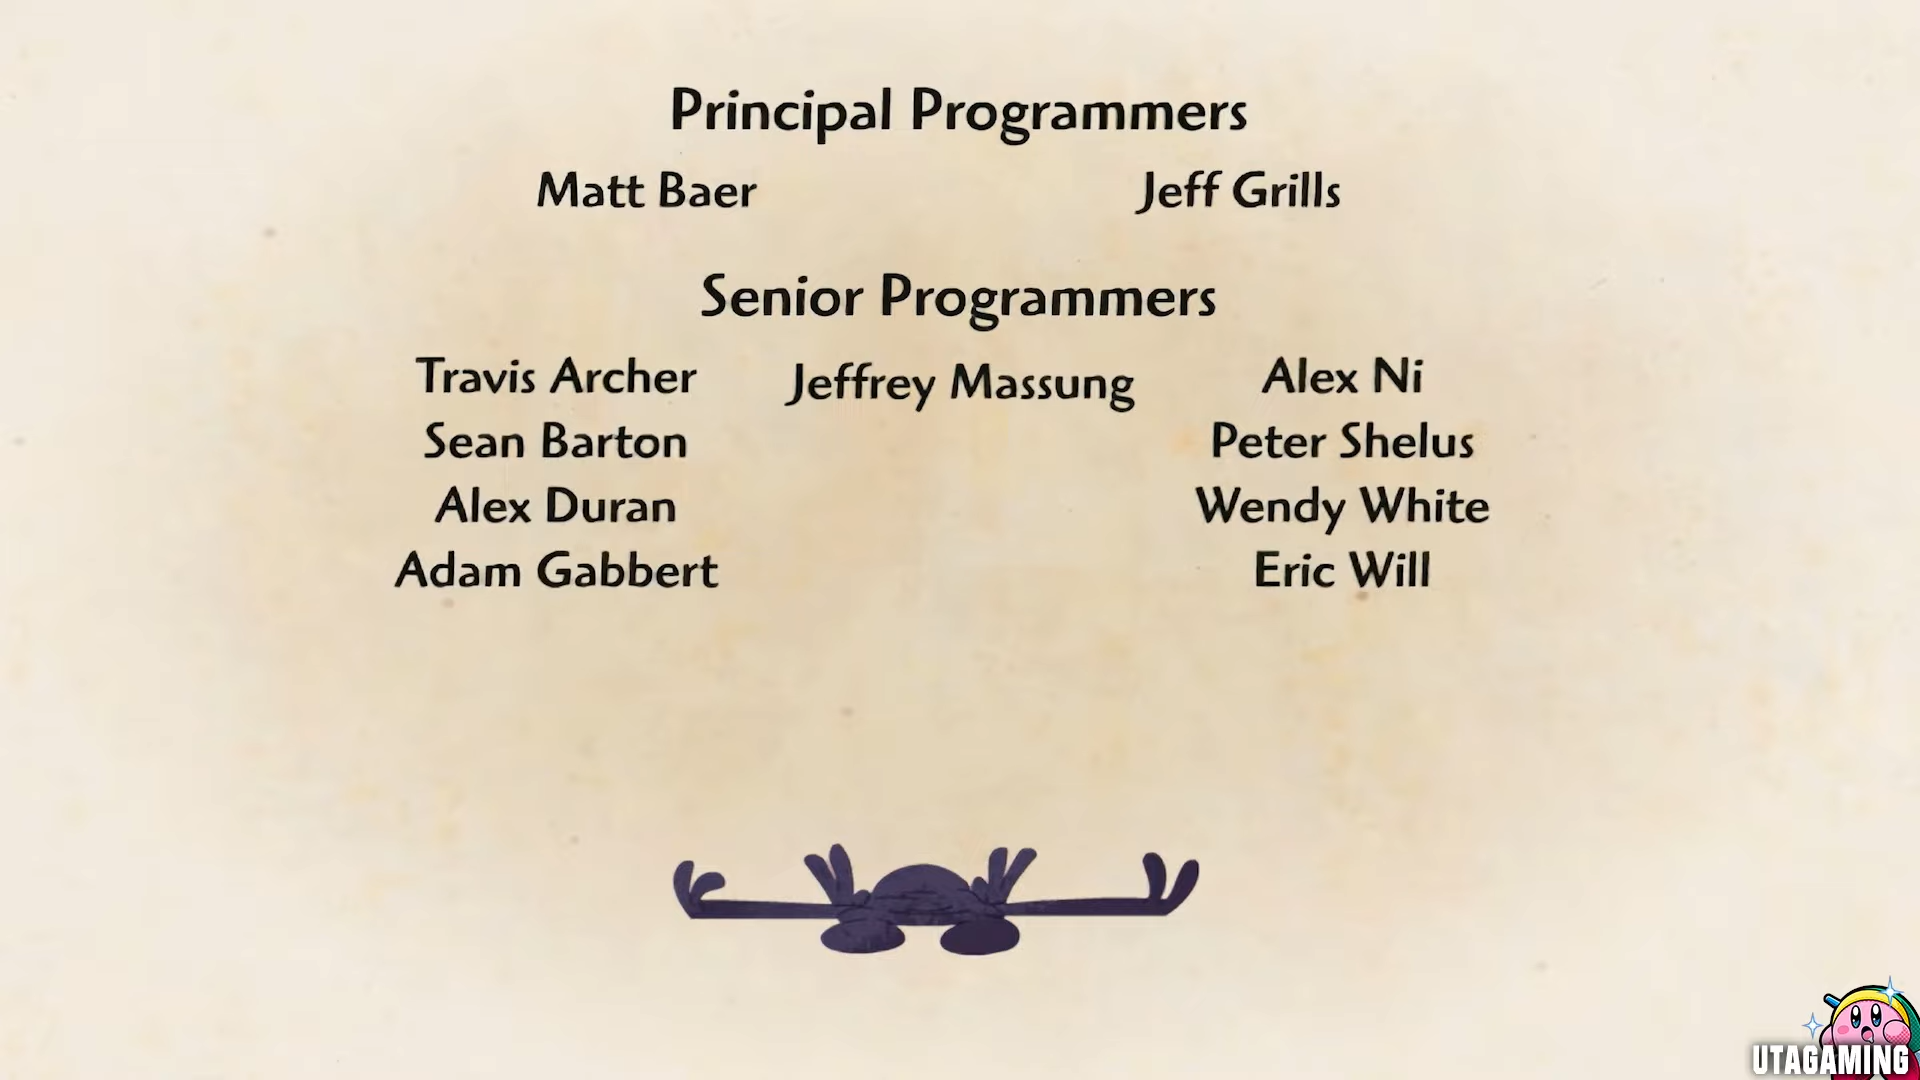 Principal Programmers
Matt Baer Jeff Grills
Senior Programmers
Travis Archer Jeffrey Massung Alex Ni
Sean Barton Peter Shelus
Alex Duran Wendy White
Adam Gabbert Eric Will
UTAGAMING